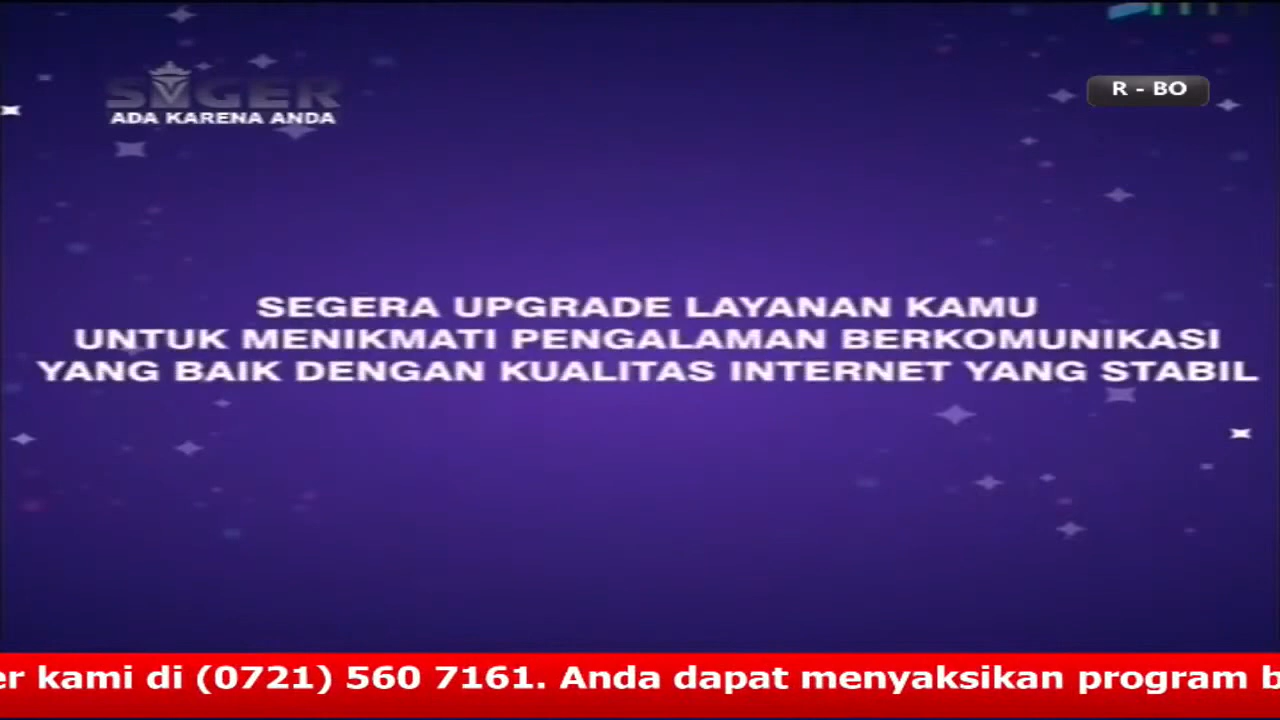 SIGER
ADA KARENA ANDA
R - BO
SEGERA UPGRADE LAYANAN KAMU
UNTUK MENIKMATI PENGALAMAN BERKOMUNIKASI
YANG BAIK DENGAN KUALITAS INTERNET YANG STABIL
er kami di (0721) 560 7161. Anda dapat menyaksikan program b